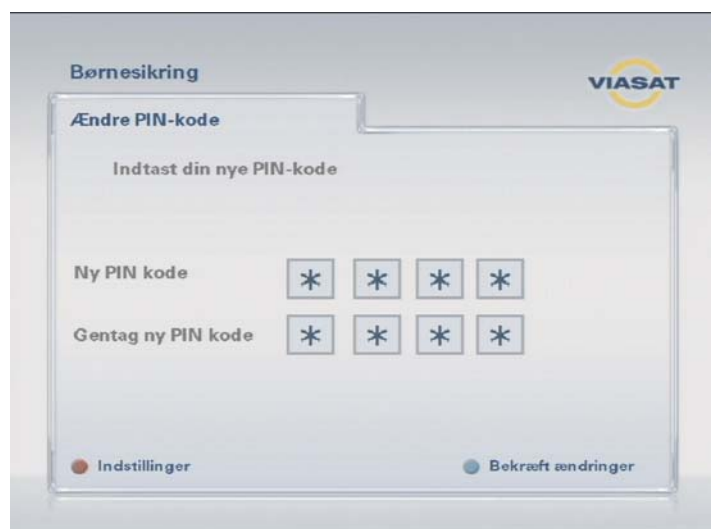 Børnesikring
VIASAT
Ændre PIN-kode
Indtast din nye PIN-kode
Ny PIN kode * * * *
Gentag ny PIN kode * * * *
Indstillinger Bekræft ændringer